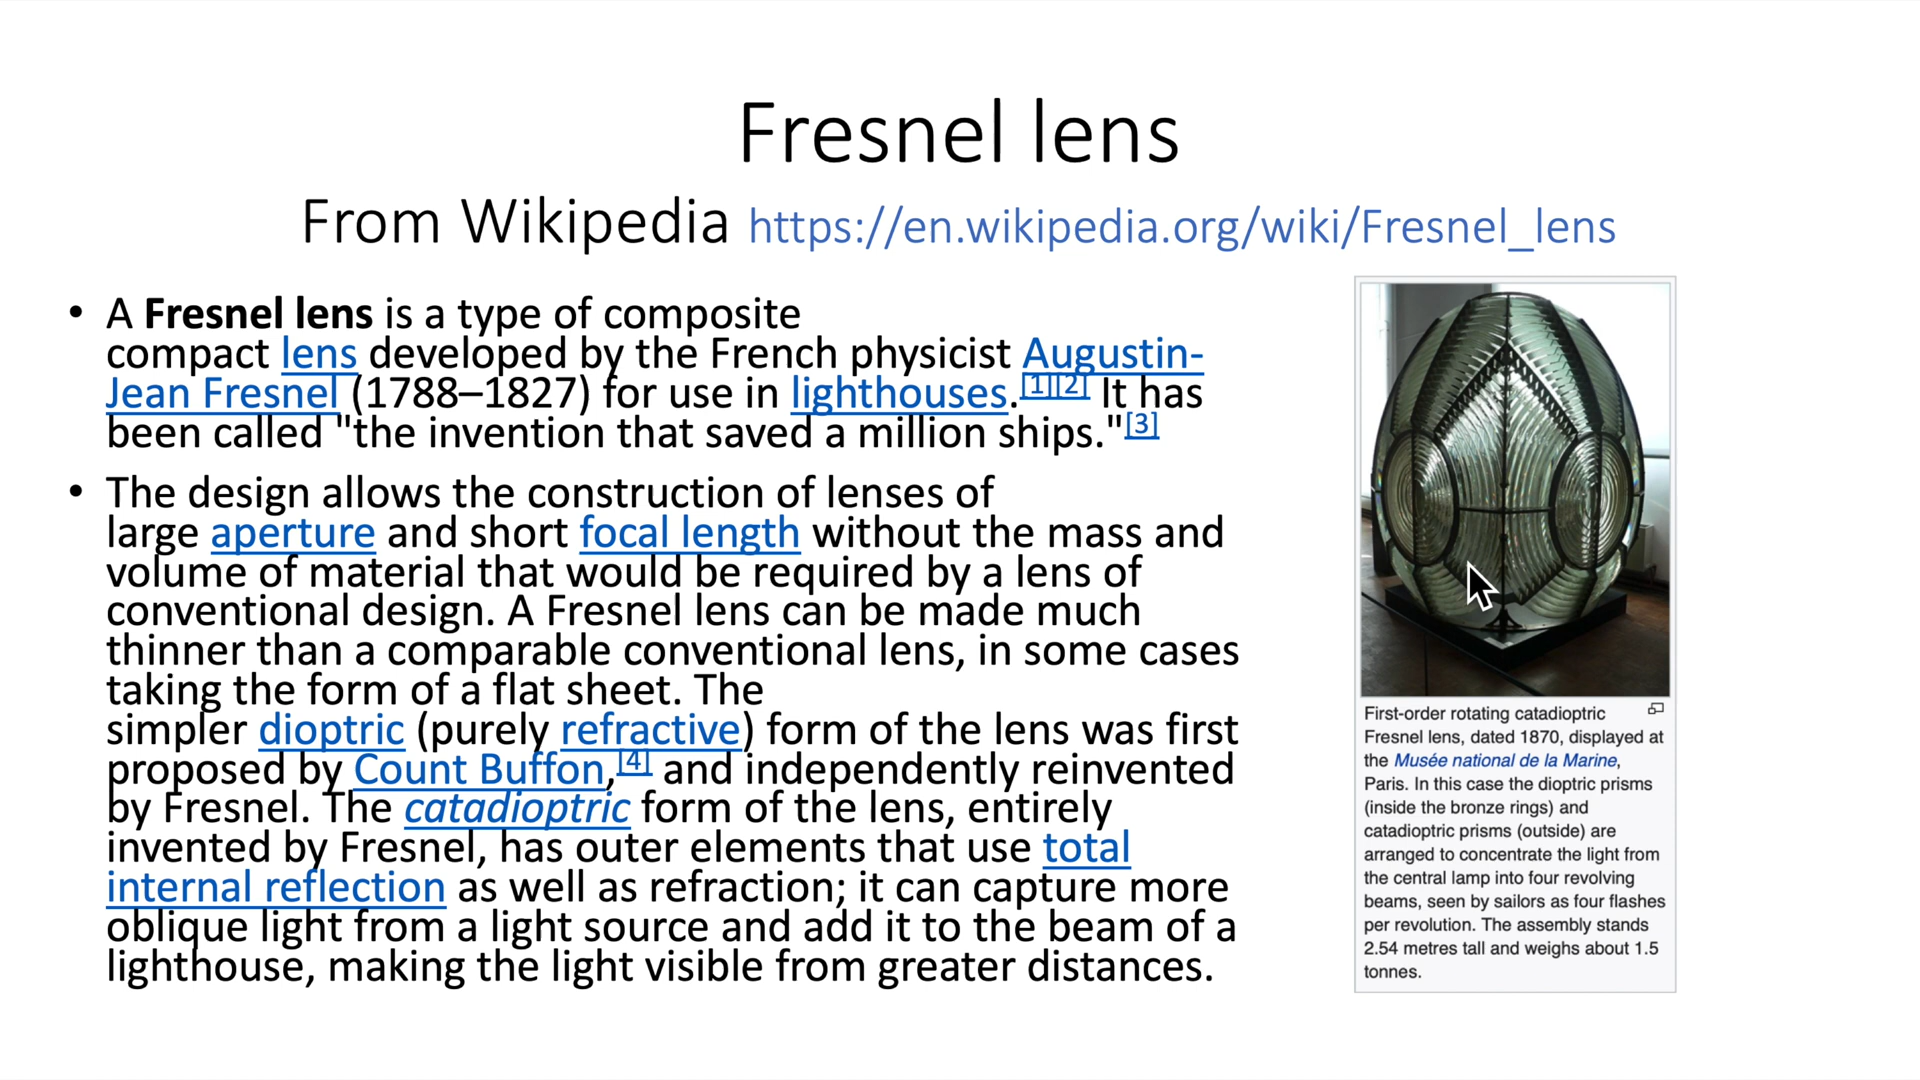 Fresnel lens
From Wikipedia https://en.wikipedia.org/wiki/Fresnel_lens
• A Fresnel lens is a type of composite
compact lens developed by the French physicist Augustin-
Jean Fresnel (1788–1827) for use in lighthouses.[1][2] It has
been called "the invention that saved a million ships."[3]
• The design allows the construction of lenses of
large aperture and short focal length without the mass and
volume of material that would be required by a lens of
conventional design. A Fresnel lens can be made much
thinner than a comparable conventional lens, in some cases
taking the form of a flat sheet. The
simpler dioptric (purely refractive) form of the lens was first
proposed by Count Buffon,[4] and independently reinvented
by Fresnel. The catadioptric form of the lens, entirely
invented by Fresnel, has outer elements that use total
internal reflection as well as refraction; it can capture more
oblique light from a light source and add it to the beam of a
lighthouse, making the light visible from greater distances.
First-order rotating catadioptric
Fresnel lens, dated 1870, displayed at
the Musée national de la Marine,
Paris. In this case the dioptric prisms
(inside the bronze rings) and
catadioptric prisms (outside) are
arranged to concentrate the light from
the central lamp into four revolving
beams, seen by sailors as four flashes
per revolution. The assembly stands
2.54 metres tall and weighs about 1.5
tonnes.